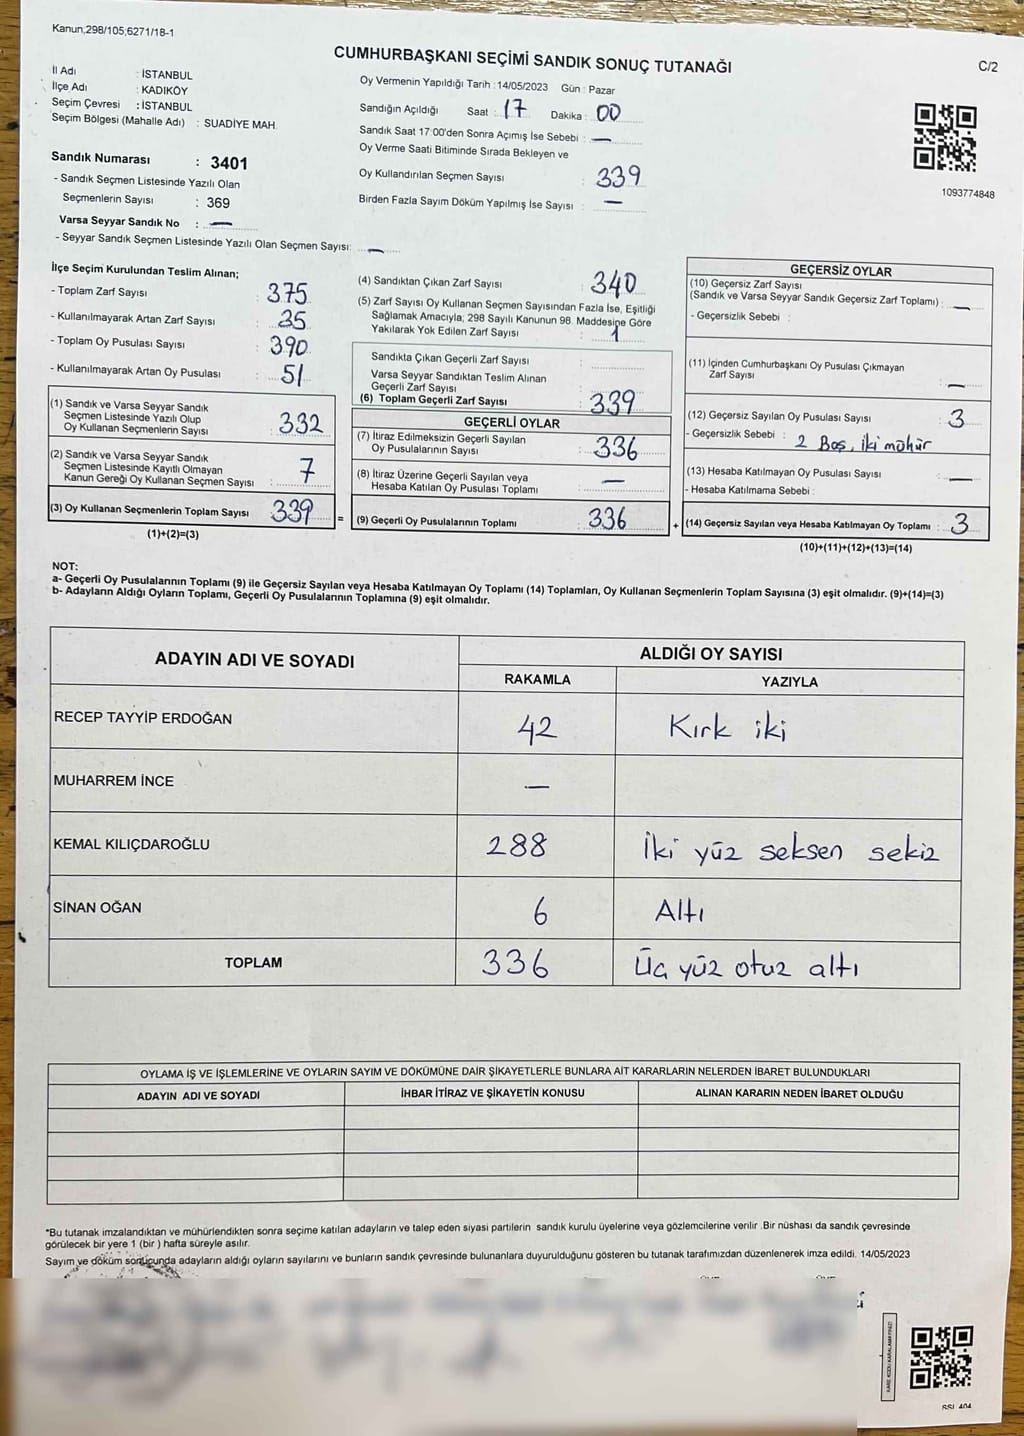 Kanun,298/105,6271/18-1
CUMHURBAŞKANI SEÇİMİ SANDIK SONUÇ TUTANAĞI
C/2
İl Adı : İSTANBUL
İlçe Adı : KADIKÖY
Seçim Çevresi : İSTANBUL
Seçim Bölgesi (Mahalle Adı) : SUADİYE MAH.
Sandık Numarası : 3401
- Sandık Seçmen Listesinde Yazılı Olan
Seçmenlerin Sayısı : 369
Varsa Seyyar Sandık No : —
- Seyyar Sandık Seçmen Listesinde Yazılı Olan Seçmen Sayısı: —
Oy Vermenin Yapıldığı Tarih : 14/05/2023 Gün : Pazar
Sandığın Açıldığı Saat : 17 Dakika : 00
Sandık Saat 17:00'den Sonra Açımış İse Sebebi : —
Oy Verme Saati Bitiminde Sırada Bekleyen ve
Oy Kullandırılan Seçmen Sayısı : 339
Birden Fazla Sayım Döküm Yapılmış İse Sayısı : —
1093774848
İlçe Seçim Kurulundan Teslim Alınan;
- Toplam Zarf Sayısı : 375
- Kullanılmayarak Artan Zarf Sayısı : 35
- Toplam Oy Pusulası Sayısı : 390
- Kullanılmayarak Artan Oy Pusulası : 51
(1) Sandık ve Varsa Seyyar Sandık
Seçmen Listesinde Yazılı Olup
Oy Kullanan Seçmenlerin Sayısı : 332
(2) Sandık ve Varsa Seyyar Sandık
Seçmen Listesinde Kayıtlı Olmayan
Kanun Gereği Oy Kullanan Seçmen Sayısı : 7
(3) Oy Kullanan Seçmenlerin Toplam Sayısı 339
(1)+(2)=(3)
(4) Sandıktan Çıkan Zarf Sayısı : 340
(5) Zarf Sayısı Oy Kullanan Seçmen Sayısından Fazla İse, Eşitliği
Sağlamak Amacıyla; 298 Sayılı Kanunun 98. Maddesine Göre
Yakılarak Yok Edilen Zarf Sayısı : 1
Sandıkta Çıkan Geçerli Zarf Sayısı :
Varsa Seyyar Sandıktan Teslim Alınan
Geçerli Zarf Sayısı :
(6) Toplam Geçerli Zarf Sayısı : 339
GEÇERLİ OYLAR
(7) İtiraz Edilmeksizin Geçerli Sayılan
Oy Pusulalarının Sayısı : 336
(8) İtiraz Üzerine Geçerli Sayılan veya
Hesaba Katılan Oy Pusulası Toplamı : —
= (9) Geçerli Oy Pusulalarının Toplamı : 336
GEÇERSİZ OYLAR
(10) Geçersiz Zarf Sayısı
(Sandık ve Varsa Seyyar Sandık Geçersiz Zarf Toplamı) : —
- Geçersizlik Sebebi :
(11) İçinden Cumhurbaşkanı Oy Pusulası Çıkmayan
Zarf Sayısı : —
(12) Geçersiz Sayılan Oy Pusulası Sayısı : 3
- Geçersizlik Sebebi : 2 Boş, iki mühür
(13) Hesaba Katılmayan Oy Pusulası Sayısı : —
- Hesaba Katılmama Sebebi :
+ (14) Geçersiz Sayılan veya Hesaba Katılmayan Oy Toplamı : 3
(10)+(11)+(12)+(13)=(14)
NOT:
a- Geçerli Oy Pusulalarının Toplamı (9) ile Geçersiz Sayılan veya Hesaba Katılmayan Oy Toplamı (14) Toplamları, Oy Kullanan Seçmenlerin Toplam Sayısına (3) eşit olmalıdır. (9)+(14)=(3)
b- Adayların Aldığı Oyların Toplamı, Geçerli Oy Pusulalarının Toplamına (9) eşit olmalıdır.
ADAYIN ADI VE SOYADI
ALDIĞI OY SAYISI
RAKAMLA YAZIYLA
RECEP TAYYİP ERDOĞAN 42 Kırk iki
MUHARREM İNCE —
KEMAL KILIÇDAROĞLU 288 İki yüz seksen sekiz
SİNAN OĞAN 6 Altı
TOPLAM 336 Üç yüz otuz altı
OYLAMA İŞ VE İŞLEMLERİNE VE OYLARIN SAYIM VE DÖKÜMÜNE DAİR ŞİKAYETLERLE BUNLARA AİT KARARLARIN NELERDEN İBARET BULUNDUKLARI
ADAYIN ADI VE SOYADI İHBAR İTİRAZ VE ŞİKAYETİN KONUSU ALINAN KARARIN NEDEN İBARET OLDUĞU
*Bu tutanak imzalandıktan ve mühürlendikten sonra seçime katılan adayların ve talep eden siyasi partilerin sandık kurulu üyelerine veya gözlemcilerine verilir .Bir nüshası da sandık çevresinde
görülecek bir yere 1 (bir ) hafta süreyle asılır.
Sayım ve döküm sonucunda adayların aldığı oyların sayılarını ve bunların sandık çevresinde bulunanlara duyurulduğunu gösteren bu tutanak tarafımızdan düzenlenerek imza edildi. 14/05/2023
KARE KODU KARALAMAYINIZ!